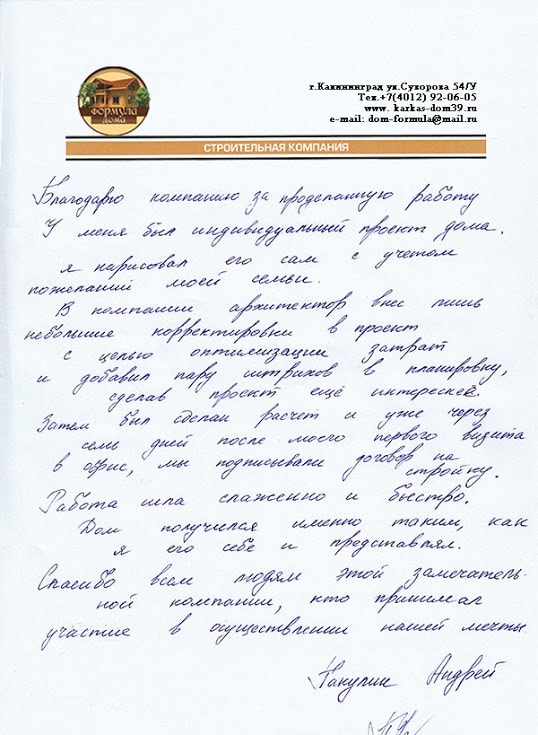 Формула
дома
г.Калининград ул.Сухорока 54/У
Тел.+7(4012) 92-06-05
www. karkas-dom39.ru
e-mail: dom-formula@mail.ru
СТРОИТЕЛЬНАЯ КОМПАНИЯ
Благодарю компанию за проделанную работу
У меня был индивидуальный проект дома.
я нарисовал его сам с учетом
пожеланий моей семьи.
В компании архитектор внес лишь
небольшие корректировки в проект
с целью оптимизации затрат
и добавил пару штрихов в планировку,
сделав проект ещё интересней.
Затем был сделан расчет и уже через
семь дней после моего первого визита
в офис, мы подписывали договор на
стройку.
Работа шла слаженно и быстро.
Дом получился именно таким, как
я его себе и представлял.
Спасибо всем людям этой замечатель-
ной компании, кто принимал
участие в осуществлении нашей мечты.
Андрей